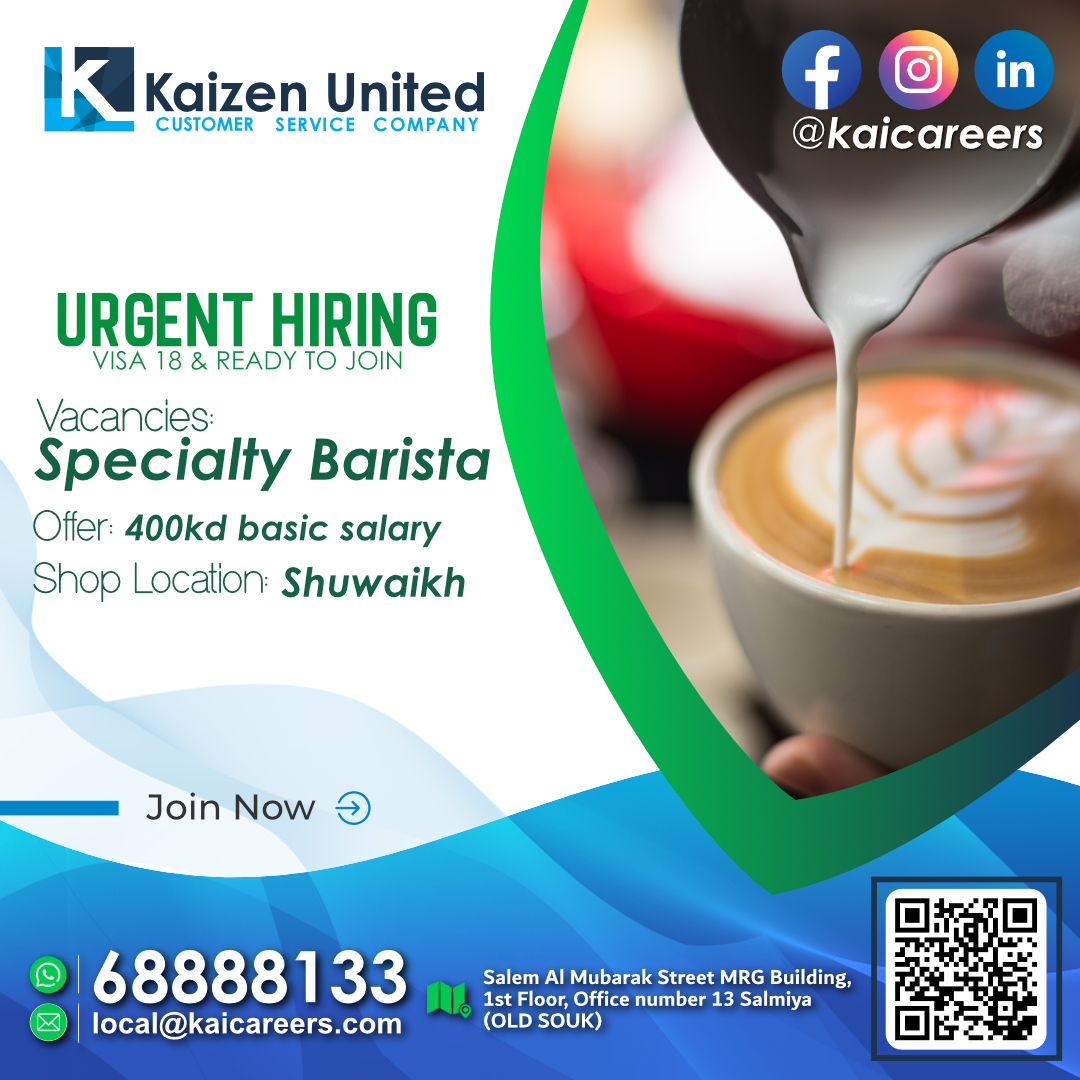 K Kaizen United
CUSTOMER SERVICE COMPANY
@kaicareers
URGENT HIRING
VISA 18 & READY TO JOIN
Vacancies:
Specialty Barista
Offer: 400kd basic salary
Shop Location: Shuwaikh
Join Now
68888133
local@kaicareers.com
Salem Al Mubarak Street MRG Building,
1st Floor, Office number 13 Salmiya
(OLD SOUK)